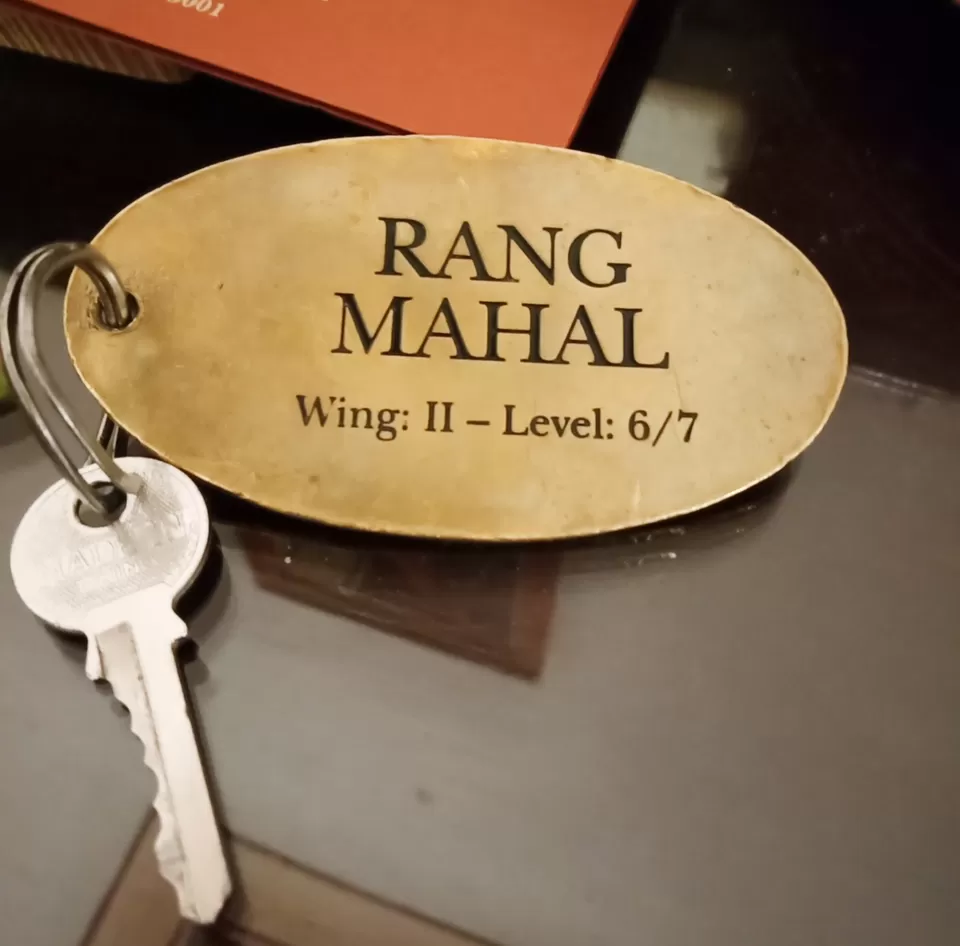 RANG
MAHAL
Wing: II – Level: 6/7